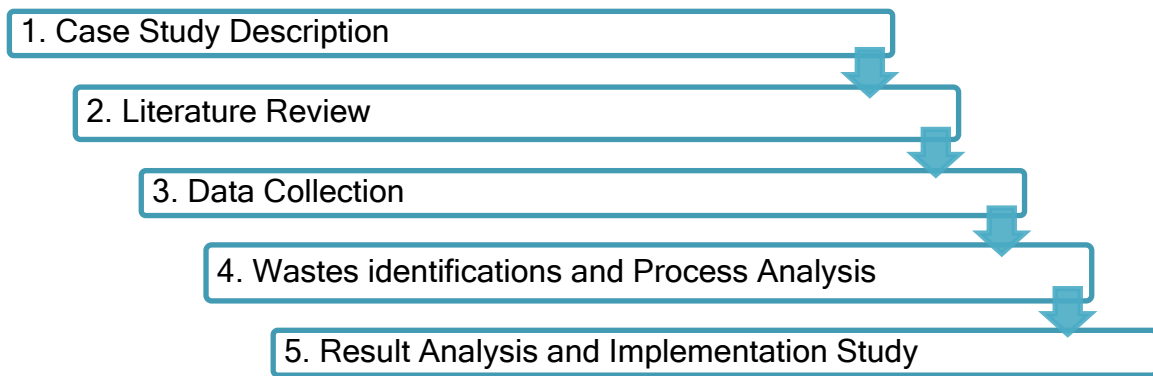 1. Case Study Description
2. Literature Review
3. Data Collection
4. Wastes identifications and Process Analysis
5. Result Analysis and Implementation Study